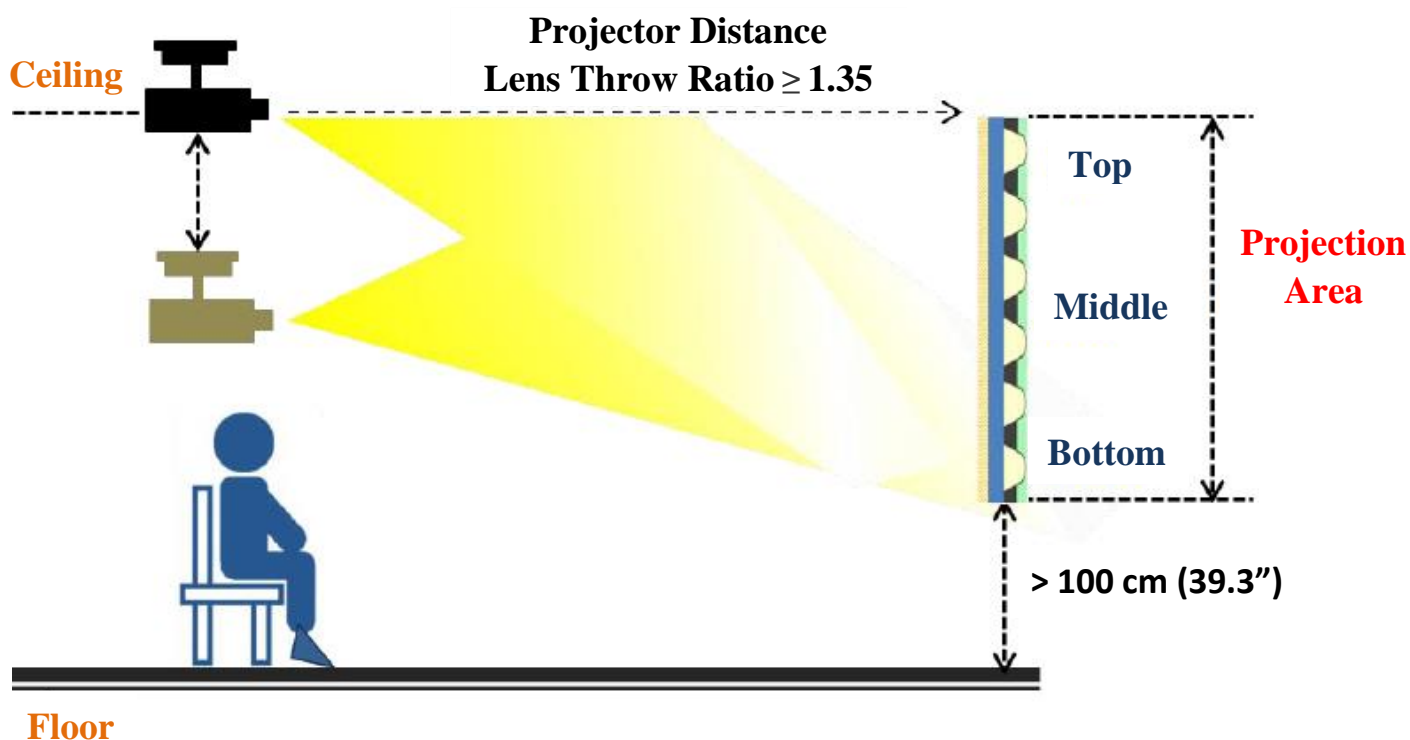 Projector Distance
Ceiling
Lens Throw Ratio ≥ 1.35
Top
Projection
Area
Middle
Bottom
> 100 cm (39.3”)
Floor